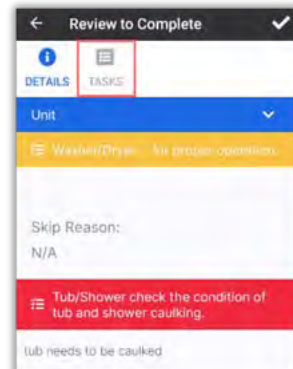 Review to Complete
DETAILS TASKS
Unit
Washer/Dryer for proper operation.
Skip Reason:
N/A
Tub/Shower check the condition of
tub and shower caulking.
tub needs to be caulked